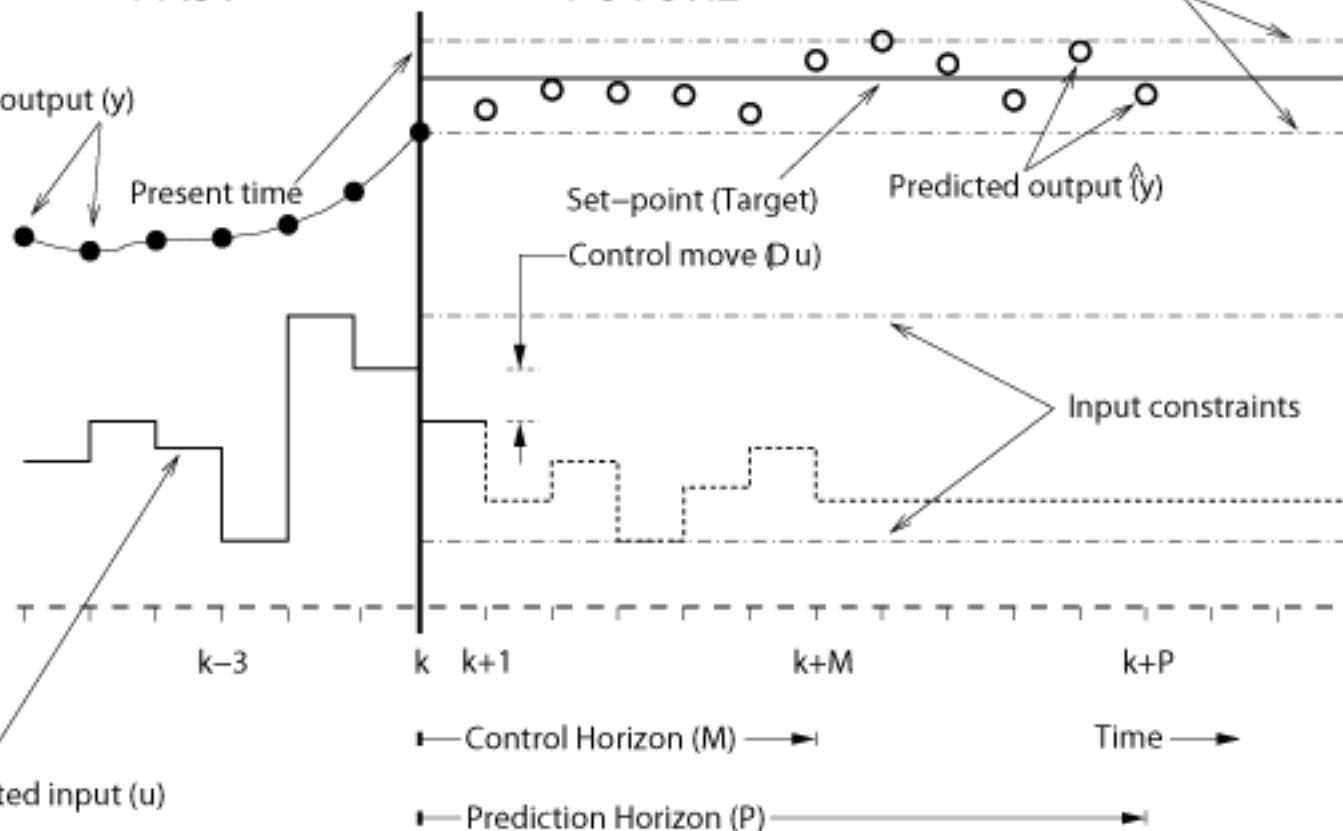 output (y)
Present time
Set–point (Target)
Predicted output (ŷ)
Control move (D u)
Input constraints
k–3
k
k+1
k+M
k+P
Control Horizon (M)
Time
ted input (u)
Prediction Horizon (P)